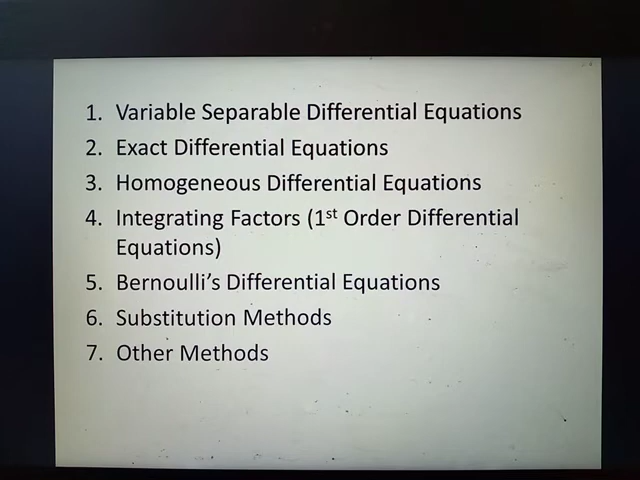 1. Variable Separable Differential Equations
2. Exact Differential Equations
3. Homogeneous Differential Equations
4. Integrating Factors (1st Order Differential
Equations)
5. Bernoulli’s Differential Equations
6. Substitution Methods
7. Other Methods